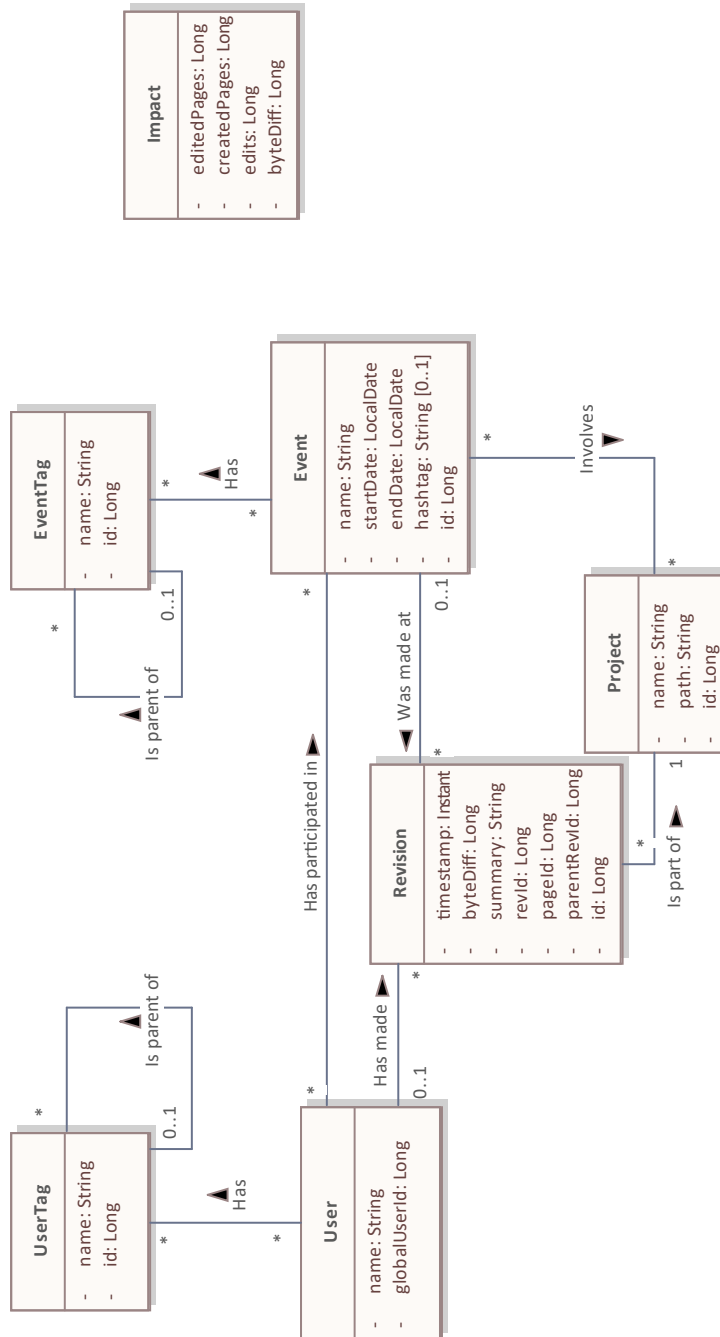 UserTag
- name: String
- id: Long
Is parent of
*
0..1
EventTag
- name: String
- id: Long
Is parent of
*
0..1
Impact
- editedPages: Long
- createdPages: Long
- edits: Long
- byteDiff: Long
*
Has
*
*
Has
*
User
- name: String
- globalUserId: Long
*
Has participated in
*
Event
- name: String
- startDate: LocalDate
- endDate: LocalDate
- hashtag: String [0..1]
- id: Long
0..1
Has made
*
Revision
- timestamp: Instant
- byteDiff: Long
- summary: String
- revId: Long
- pageId: Long
- parentRevId: Long
- id: Long
*
Was made at
0..1
*
Involves
*
*
Is part of
1
Project
- name: String
- path: String
- id: Long